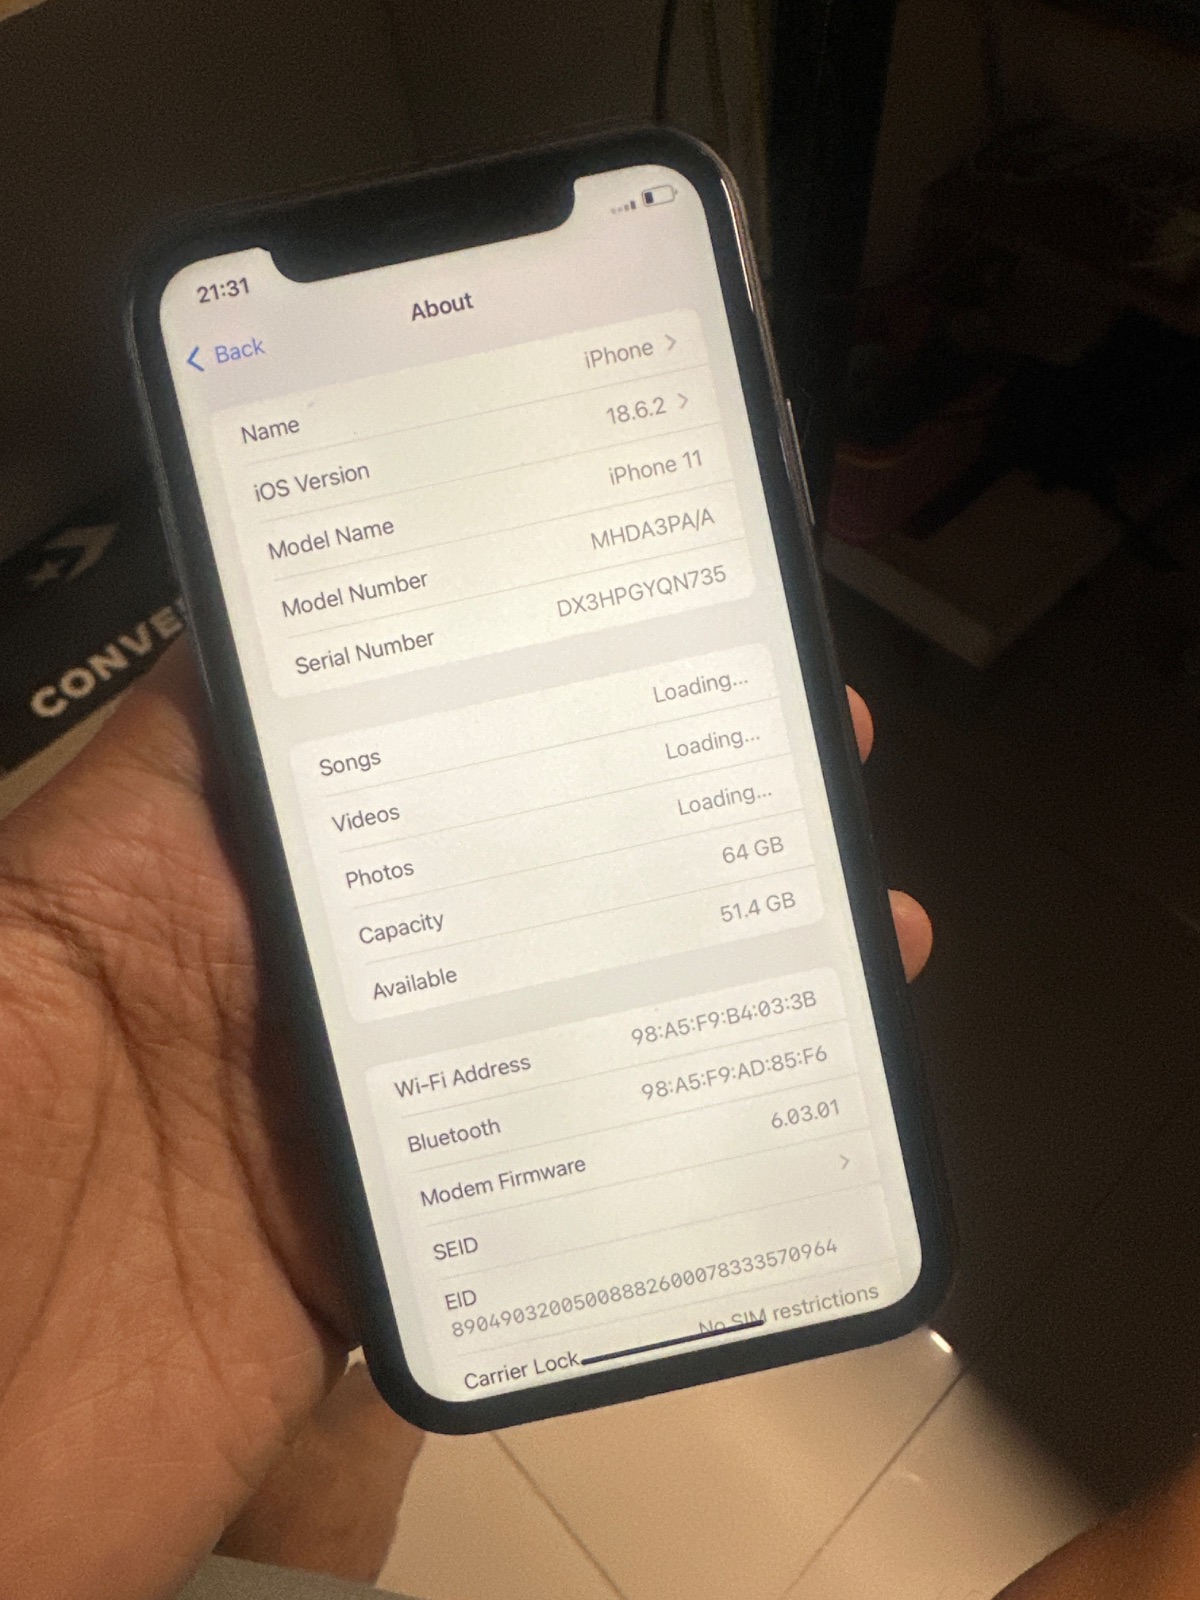 21:31
About
Back
Name iPhone
iOS Version 18.6.2
Model Name iPhone 11
Model Number MHDA3PA/A
Serial Number DX3HPGYQN735
Songs Loading...
Videos Loading...
Photos Loading...
Capacity 64 GB
Available 51.4 GB
Wi-Fi Address 98:A5:F9:B4:03:3B
Bluetooth 98:A5:F9:AD:85:F6
Modem Firmware 6.03.01
SEID
EID
89049032005008882600078333570964
Carrier Lock No SIM restrictions
CONVE